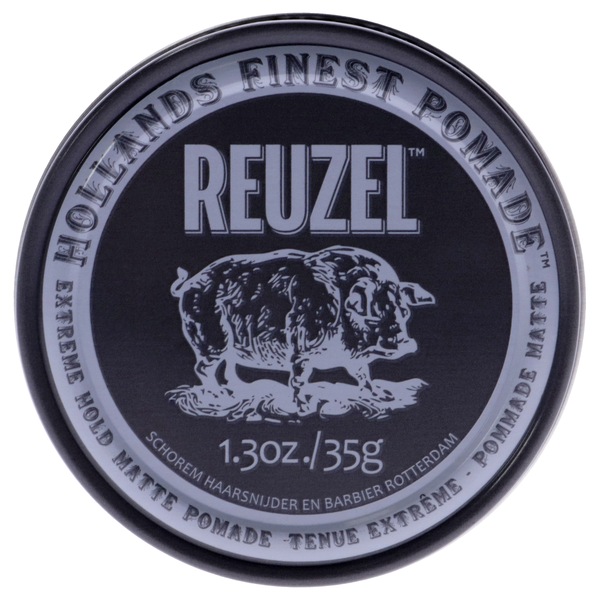 HOLLANDS FINEST POMADE™
REUZEL™
1.3oz./35g
SCHOREM HAARSNIJDER EN BARBIER ROTTERDAM
EXTREME HOLD MATTE POMADE - TENUE EXTRÊME - POMMADE MATTE